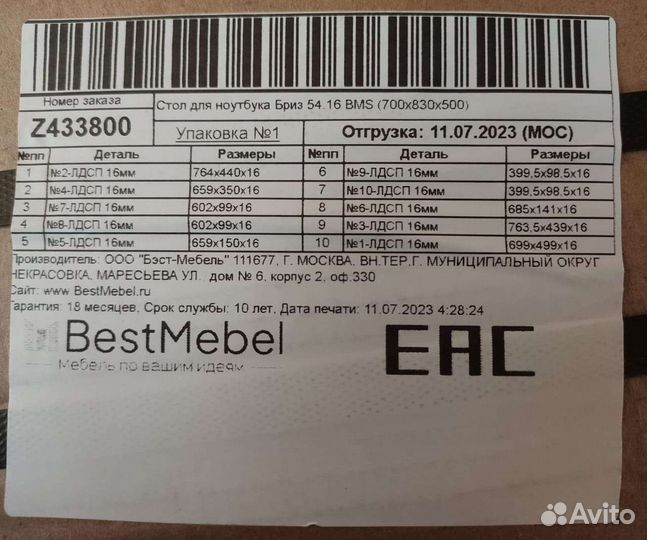 Номер заказа
Стол для ноутбука Бриз 54.16 BMS (700x830x500)
Z433800
Упаковка №1
Отгрузка: 11.07.2023 (МОС)
№пп Деталь Размеры №пп Деталь Размеры
1 №2-ЛДСП 16мм 764x440x16 6 №9-ЛДСП 16мм 399,5x98.5x16
2 №4-ЛДСП 16мм 659x350x16 7 №10-ЛДСП 16мм 399,5x98.5x16
3 №7-ЛДСП 16мм 602x99x16 8 №6-ЛДСП 16мм 685x141x16
4 №8-ЛДСП 16мм 602x99x16 9 №3-ЛДСП 16мм 763.5x439x16
5 №5-ЛДСП 16мм 659x150x16 10 №1-ЛДСП 16мм 699x499x16
Производитель: ООО "Бэст-Мебель" 111677, Г. МОСКВА, ВН.ТЕР.Г. МУНИЦИПАЛЬНЫЙ ОКРУГ
НЕКРАСОВКА, МАРЕСЬЕВА УЛ., дом № 6, корпус 2, оф.330
Сайт: www.BestMebel.ru
Гарантия: 18 месяцев, Срок службы: 10 лет, Дата печати: 11.07.2023 4:28:24
BestMebel
Мебель по вашим идеям
EAC
Avito